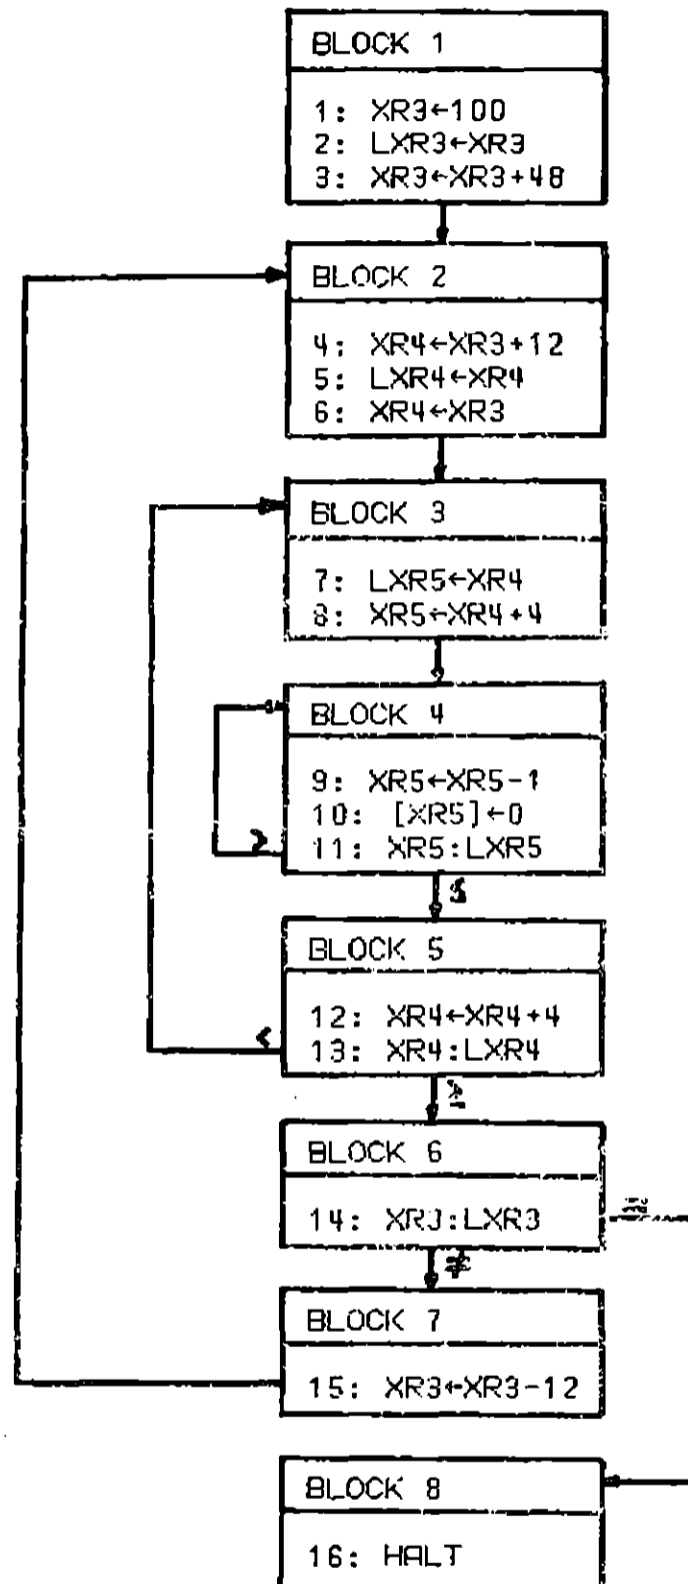 BLOCK 1
1: XR3←100
2: LXR3←XR3
3: XR3←XR3+48
BLOCK 2
4: XR4←XR3+12
5: LXR4←XR4
6: XR4←XR3
BLOCK 3
7: LXR5←XR4
8: XR5←XR4+4
BLOCK 4
9: XR5←XR5-1
10: [XR5]←0
11: XR5:LXR5
>
≤
BLOCK 5
12: XR4←XR4+4
13: XR4:LXR4
<
≥
BLOCK 6
14: XR3:LXR3
=
≠
BLOCK 7
15: XR3←XR3-12
BLOCK 8
16: HALT